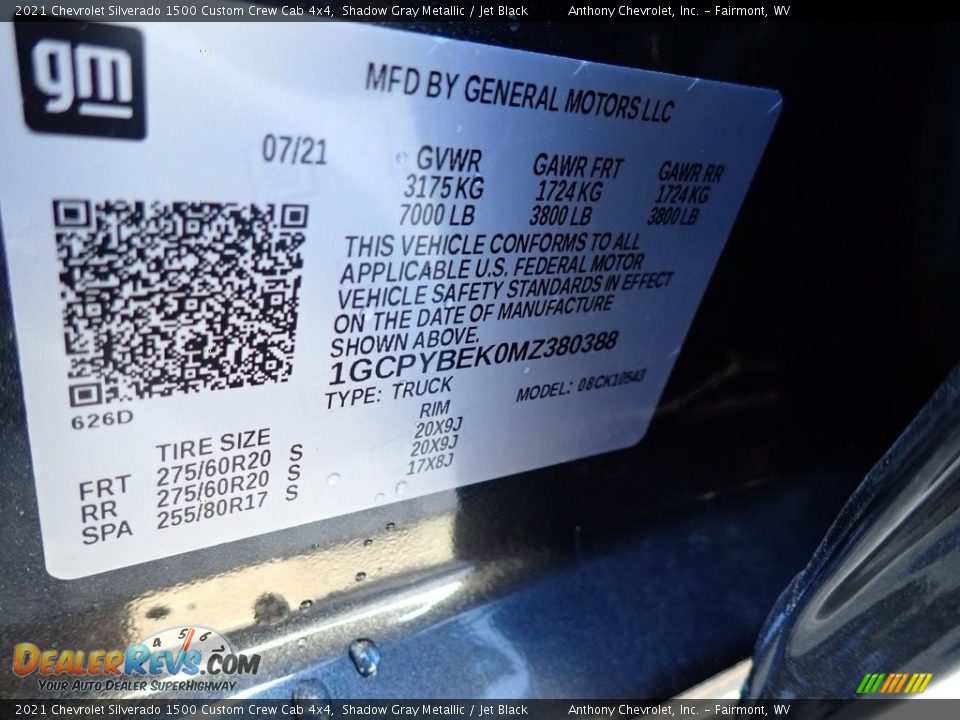 2021 Chevrolet Silverado 1500 Custom Crew Cab 4x4, Shadow Gray Metallic / Jet Black Anthony Chevrolet, Inc. – Fairmont, WV
gm
MFD BY GENERAL MOTORS LLC
07/21 GVWR GAWR FRT GAWR RR
3175 KG 1724 KG 1724 KG
7000 LB 3800 LB 3800 LB
THIS VEHICLE CONFORMS TO ALL
APPLICABLE U.S. FEDERAL MOTOR
VEHICLE SAFETY STANDARDS IN EFFECT
ON THE DATE OF MANUFACTURE
SHOWN ABOVE.
1GCPYBEK0MZ380388
TYPE: TRUCK MODEL: 08CK10543
626D
TIRE SIZE RIM
FRT 275/60R20 S 20X9J
RR 275/60R20 S 20X9J
SPA 255/80R17 S 17X8J
4 5 6
DEALERREVS.COM
YOUR AUTO DEALER SUPERHIGHWAY
2021 Chevrolet Silverado 1500 Custom Crew Cab 4x4, Shadow Gray Metallic / Jet Black Anthony Chevrolet, Inc. – Fairmont, WV